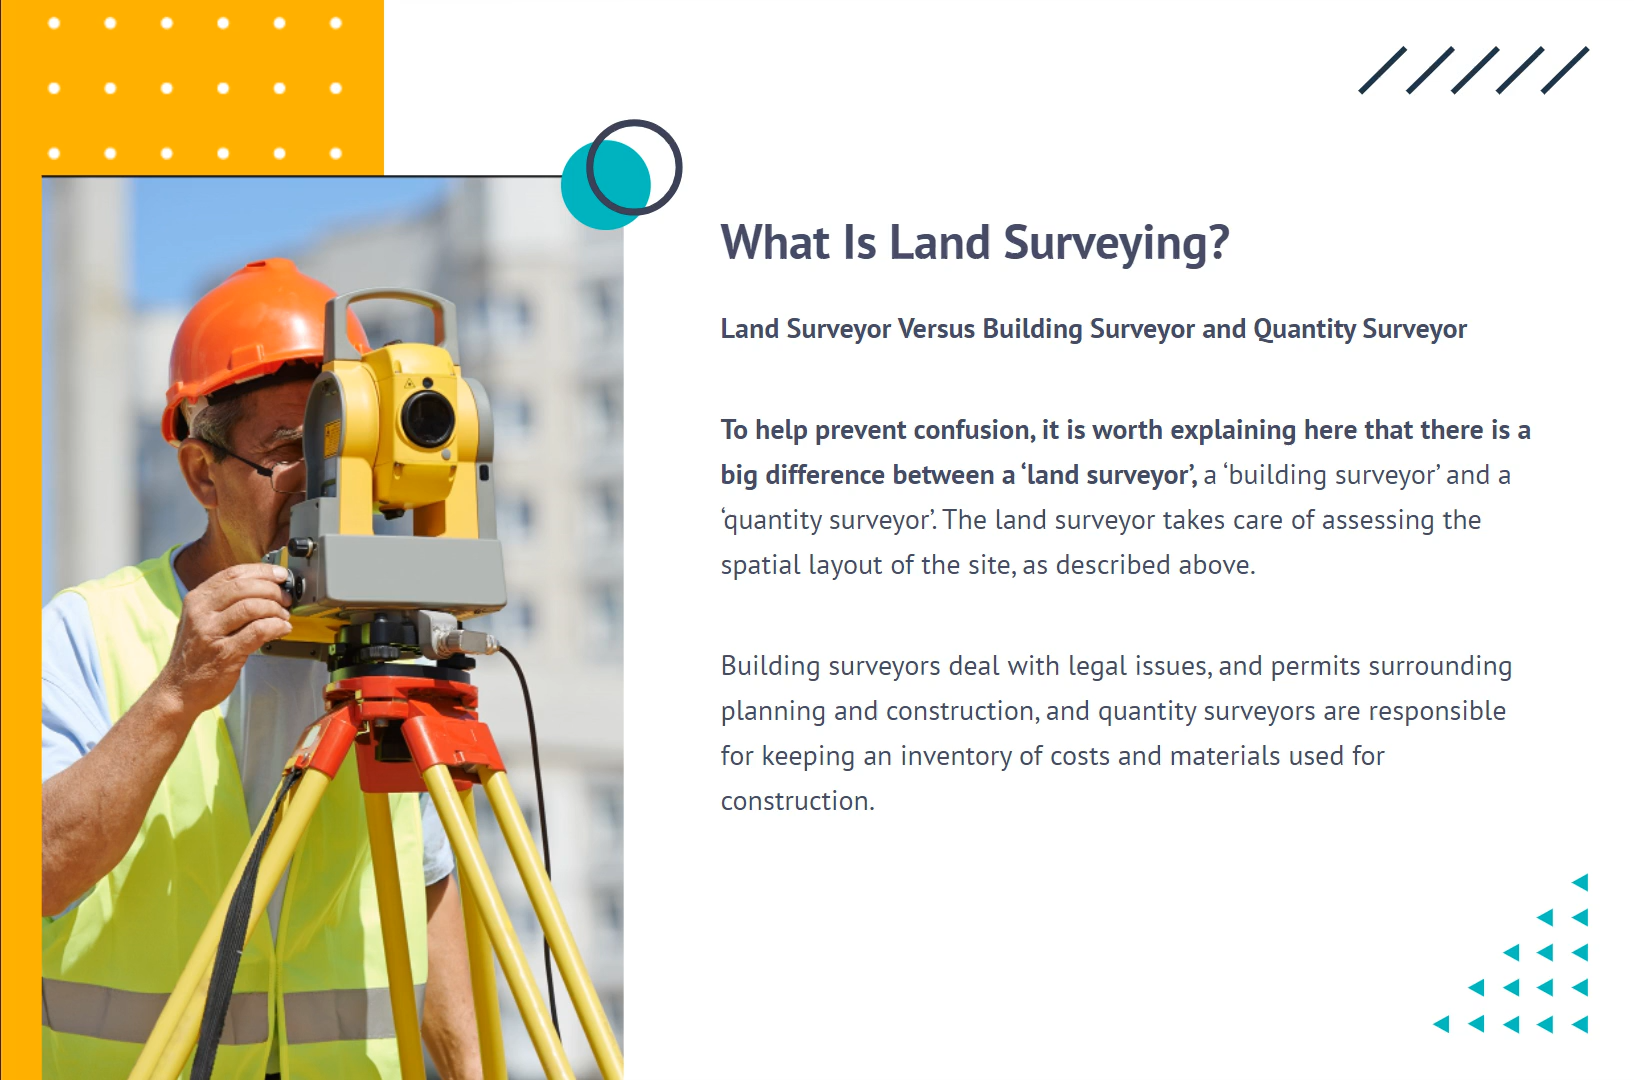 What Is Land Surveying?
Land Surveyor Versus Building Surveyor and Quantity Surveyor
To help prevent confusion, it is worth explaining here that there is a
big difference between a ‘land surveyor’, a ‘building surveyor’ and a
‘quantity surveyor’. The land surveyor takes care of assessing the
spatial layout of the site, as described above.
Building surveyors deal with legal issues, and permits surrounding
planning and construction, and quantity surveyors are responsible
for keeping an inventory of costs and materials used for
construction.